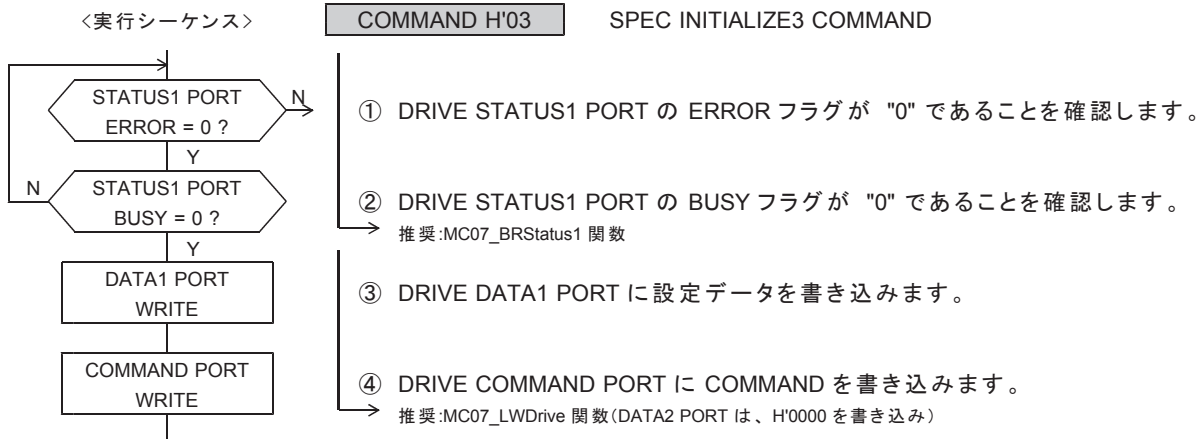 <実行シーケンス> COMMAND H'03 SPEC INITIALIZE3 COMMAND
STATUS1 PORT
ERROR = 0 ?
N
① DRIVE STATUS1 PORT の ERROR フラグが "0" であることを確認します。
Y
N
STATUS1 PORT
BUSY = 0 ?
② DRIVE STATUS1 PORT の BUSY フラグが "0" であることを確認します。
推奨:MC07_BRStatus1 関数
Y
DATA1 PORT
WRITE
③ DRIVE DATA1 PORT に設定データを書き込みます。
COMMAND PORT
WRITE
④ DRIVE COMMAND PORT に COMMAND を書き込みます。
推奨:MC07_LWDrive 関数(DATA2 PORT は、H'0000 を書き込み)